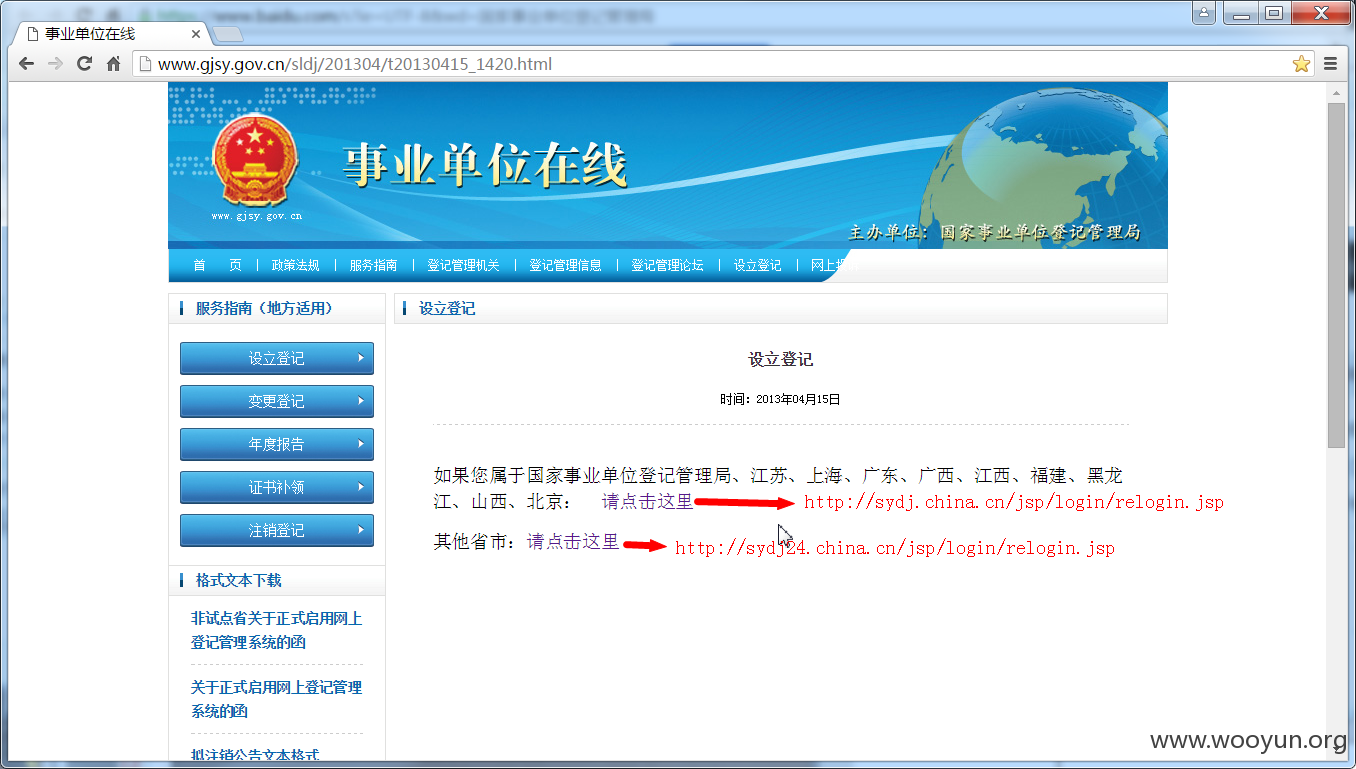 事业单位在线
www.gjsy.gov.cn/sldj/201304/t20130415_1420.html
事业单位在线
www.gjsy.gov.cn
主办单位：国家事业单位登记管理局
首 页 | 政策法规 | 服务指南 | 登记管理机关 | 登记管理信息 | 登记管理论坛 | 设立登记 | 网上
服务指南（地方适用）
设立登记
变更登记
年度报告
证书补领
注销登记
格式文本下载
非试点省关于正式启用网上
登记管理系统的函
关于正式启用网上登记管理
系统的函
拟注销公告文本格式
设立登记
设立登记
时间：2013年04月15日
如果您属于国家事业单位登记管理局、江苏、上海、广东、广西、江西、福建、黑龙
江、山西、北京： 请点击这里 http://sydj.china.cn/jsp/login/relogin.jsp
其他省市：请点击这里 http://sydj24.china.cn/jsp/login/relogin.jsp
www.wooyun.org